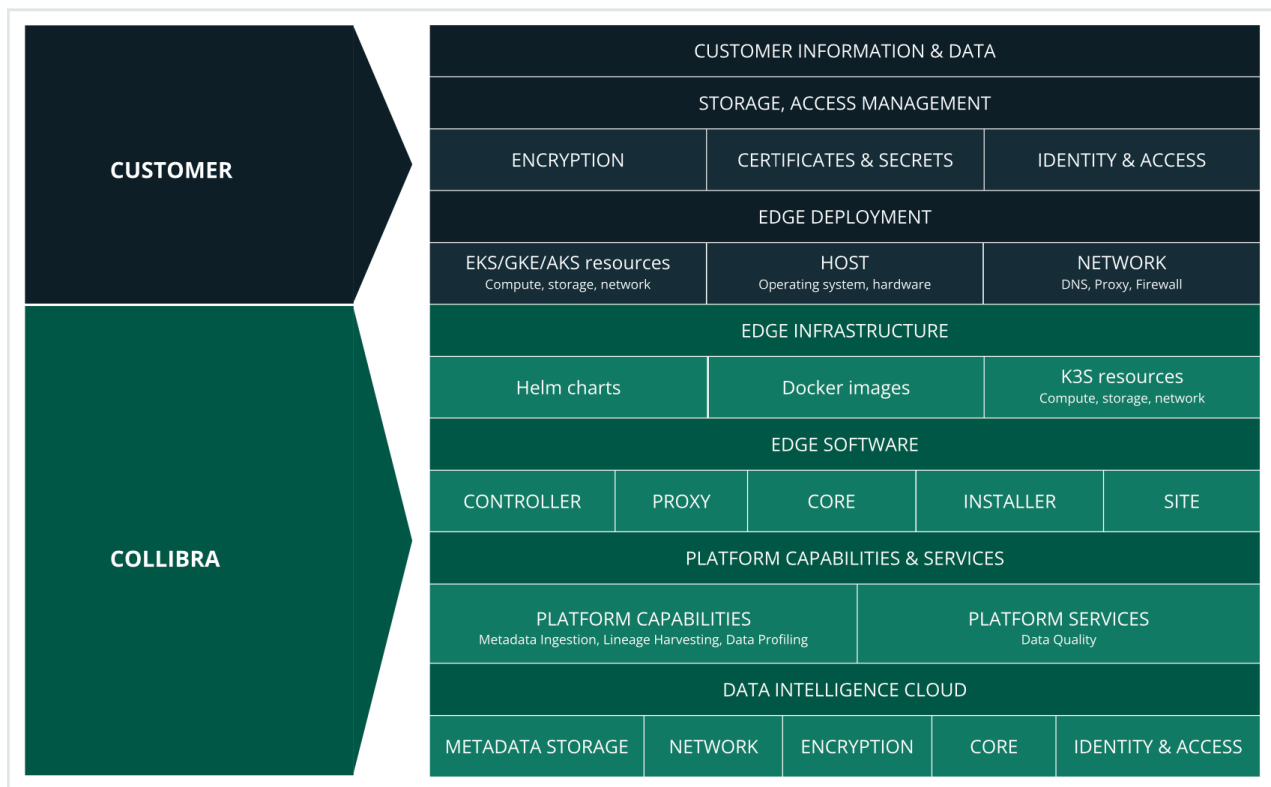 CUSTOMER
CUSTOMER INFORMATION & DATA
STORAGE, ACCESS MANAGEMENT
ENCRYPTION
CERTIFICATES & SECRETS
IDENTITY & ACCESS
EDGE DEPLOYMENT
EKS/GKE/AKS resources
Compute, storage, network
HOST
Operating system, hardware
NETWORK
DNS, Proxy, Firewall
COLLIBRA
EDGE INFRASTRUCTURE
Helm charts
Docker images
K3S resources
Compute, storage, network
EDGE SOFTWARE
CONTROLLER
PROXY
CORE
INSTALLER
SITE
PLATFORM CAPABILITIES & SERVICES
PLATFORM CAPABILITIES
Metadata Ingestion, Lineage Harvesting, Data Profiling
PLATFORM SERVICES
Data Quality
DATA INTELLIGENCE CLOUD
METADATA STORAGE
NETWORK
ENCRYPTION
CORE
IDENTITY & ACCESS